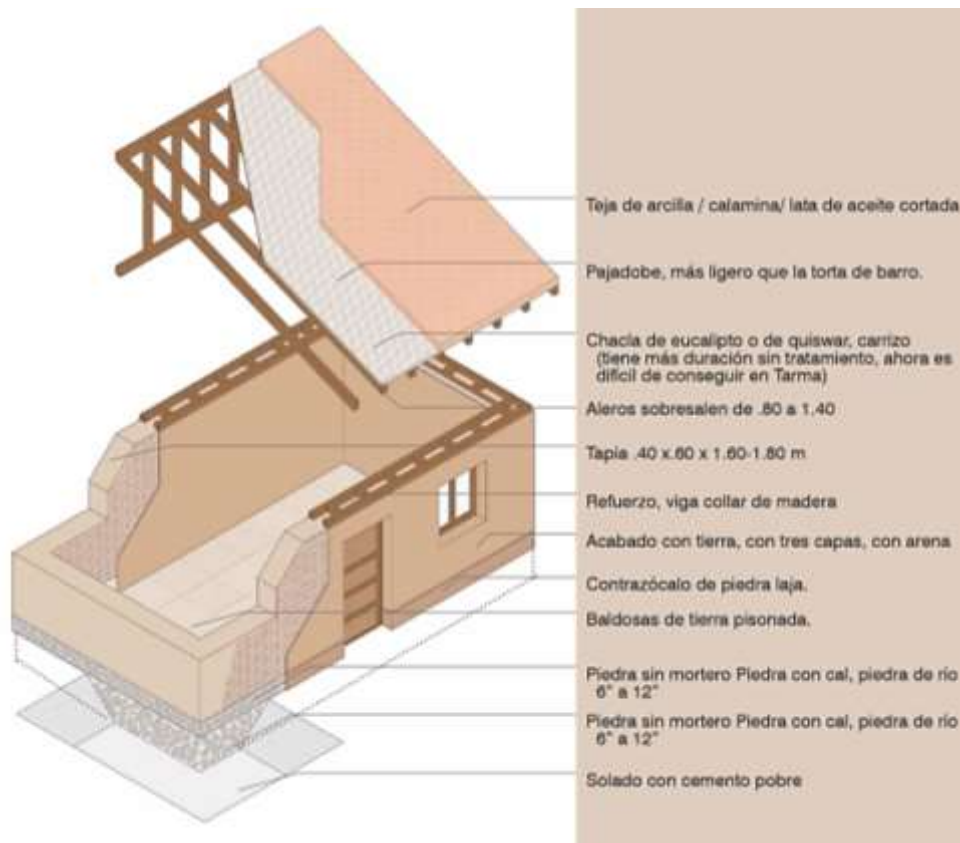 Teja de arcilla / calamina/ lata de aceite cortada
Pajadobe, más ligero que la torta de barro.
Chacla de eucalipto o de quiswar, carrizo
(tiene más duración sin tratamiento, ahora es
difícil de conseguir en Tarma)
Aleros sobresalen de .80 a 1.40
Tapia .40 x.60 x 1.60-1.80 m
Refuerzo, viga collar de madera
Acabado con tierra, con tres capas, con arena
Contrazócalo de piedra laja.
Baldosas de tierra pisonada.
Piedra sin mortero Piedra con cal, piedra de río
6" a 12"
Piedra sin mortero Piedra con cal, piedra de río
6" a 12"
Solado con cemento pobre